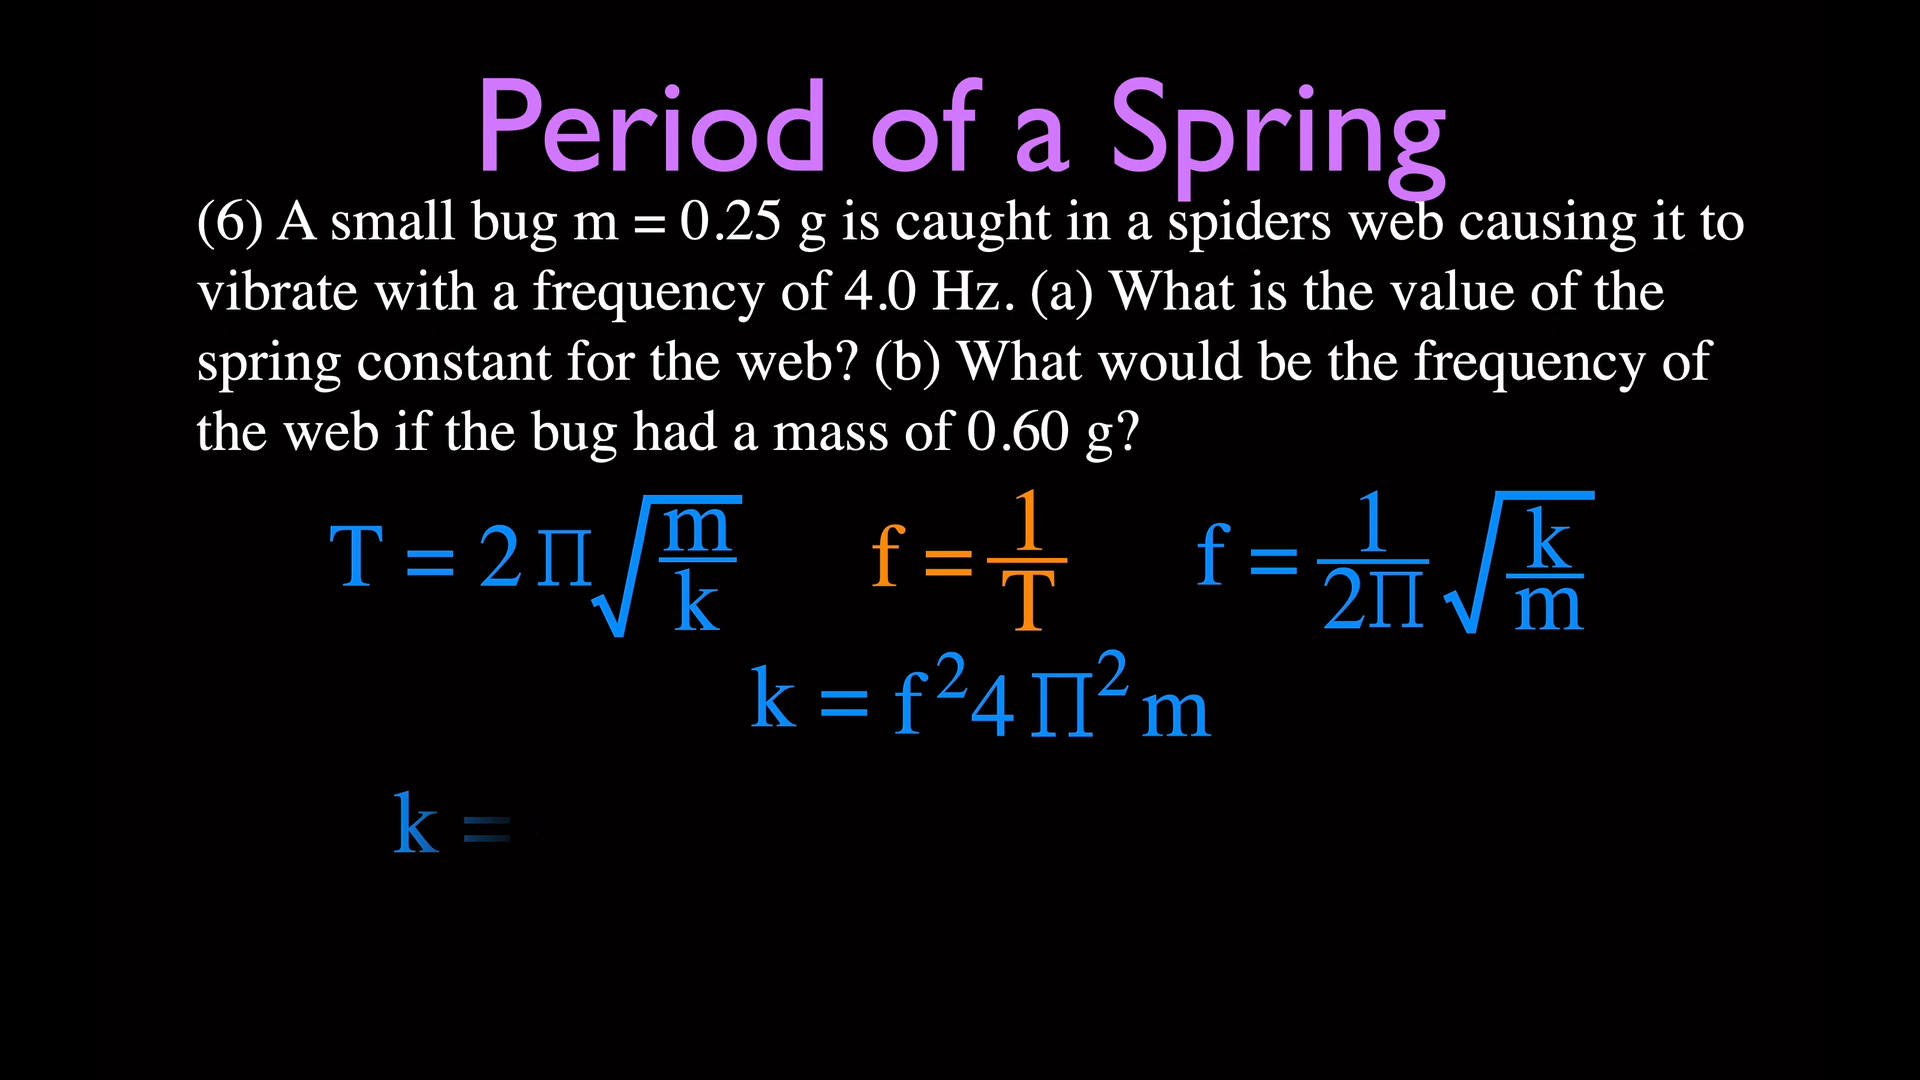 Period of a Spring
(6) A small bug m = 0.25 g is caught in a spiders web causing it to
vibrate with a frequency of 4.0 Hz. (a) What is the value of the
spring constant for the web? (b) What would be the frequency of
the web if the bug had a mass of 0.60 g?
T = 2Π√(m/k) f = 1/T f = 1/2Π √(k/m)
k = f²4Π²m
k =